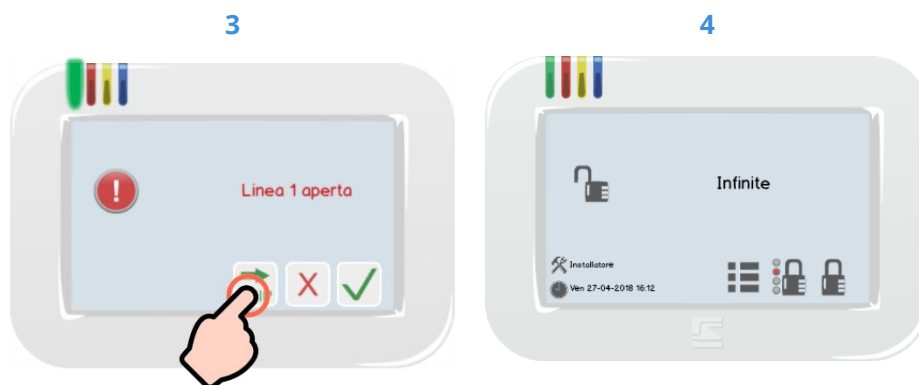 3
4
Linea 1 aperta
X
Infinite
Installatore
Ven 27-04-2018 16:12